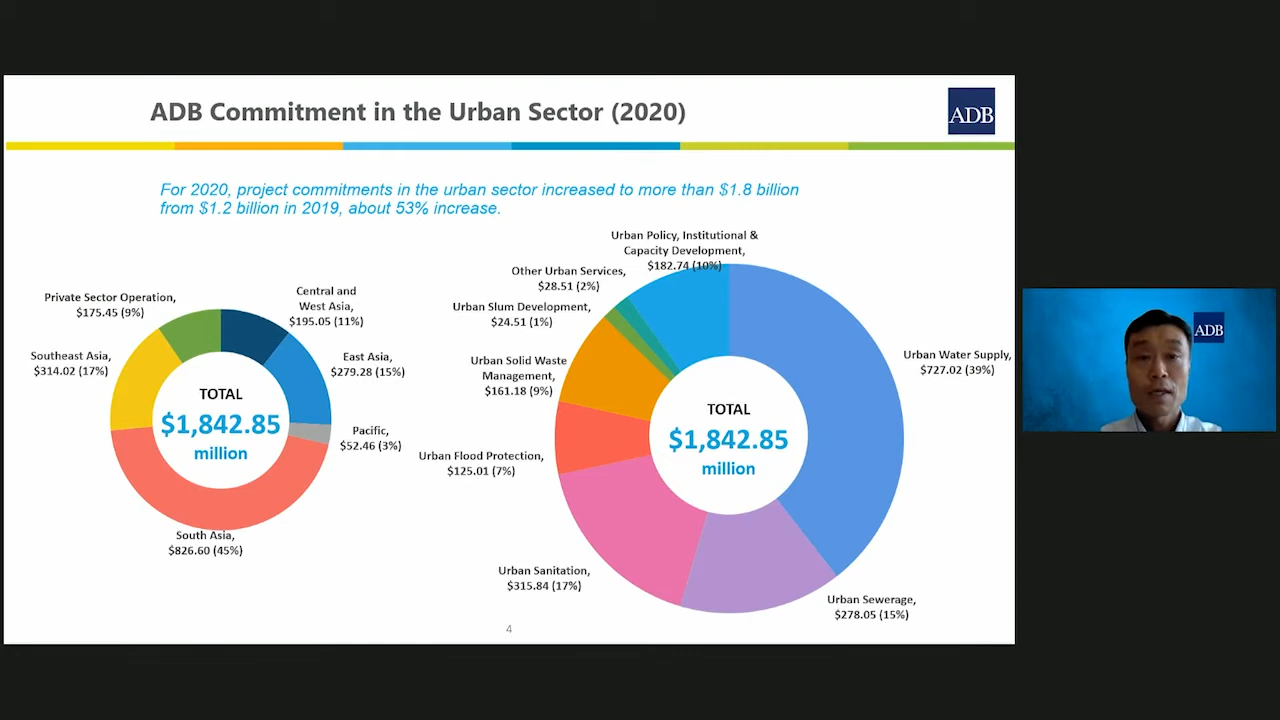 ADB Commitment in the Urban Sector (2020)
ADB
For 2020, project commitments in the urban sector increased to more than $1.8 billion
from $1.2 billion in 2019, about 53% increase.
Private Sector Operation,
$175.45 (9%)
Central and
West Asia,
$195.05 (11%)
Southeast Asia,
$314.02 (17%)
East Asia,
$279.28 (15%)
TOTAL
$1,842.85
million
Pacific,
$52.46 (3%)
South Asia,
$826.60 (45%)
Urban Policy, Institutional &
Capacity Development,
$182.74 (10%)
Other Urban Services,
$28.51 (2%)
Urban Slum Development,
$24.51 (1%)
Urban Solid Waste
Management,
$161.18 (9%)
Urban Water Supply,
$727.02 (39%)
TOTAL
$1,842.85
million
Urban Flood Protection,
$125.01 (7%)
Urban Sanitation,
$315.84 (17%)
Urban Sewerage,
$278.05 (15%)
4
ADB